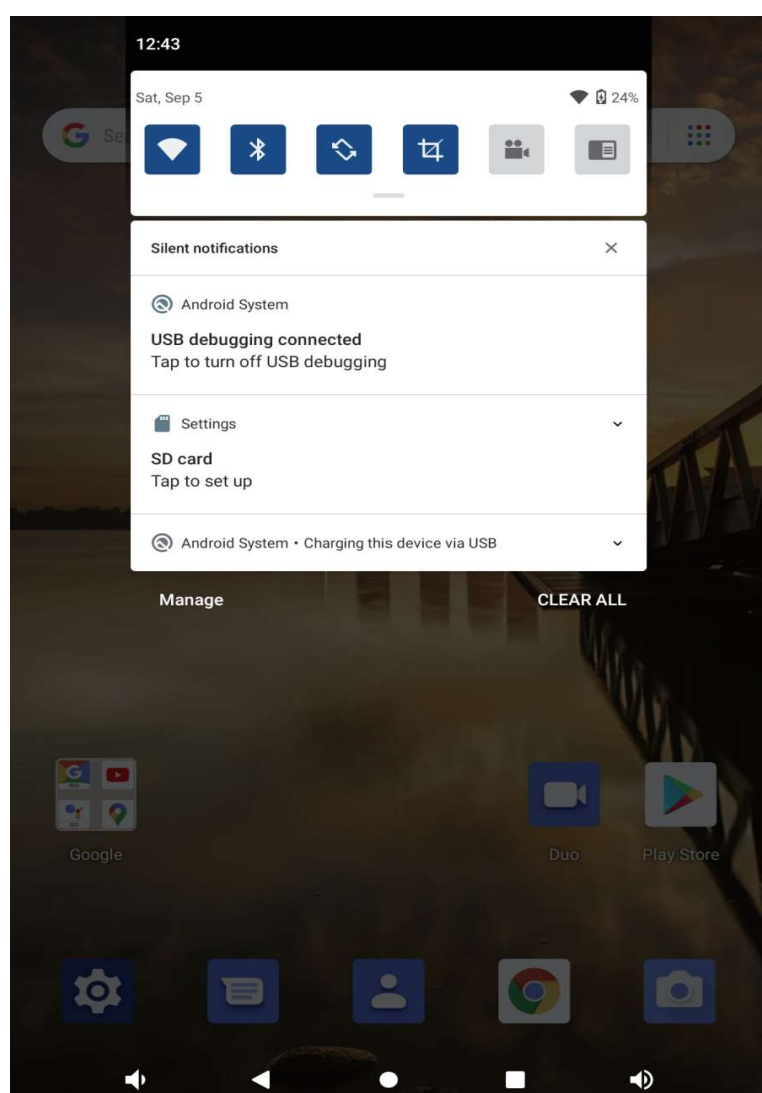 12:43
Sat, Sep 5
24%
G Sea
Silent notifications
Android System
USB debugging connected
Tap to turn off USB debugging
Settings
SD card
Tap to set up
Android System • Charging this device via USB
Manage
CLEAR ALL
Google
Duo
Play Store